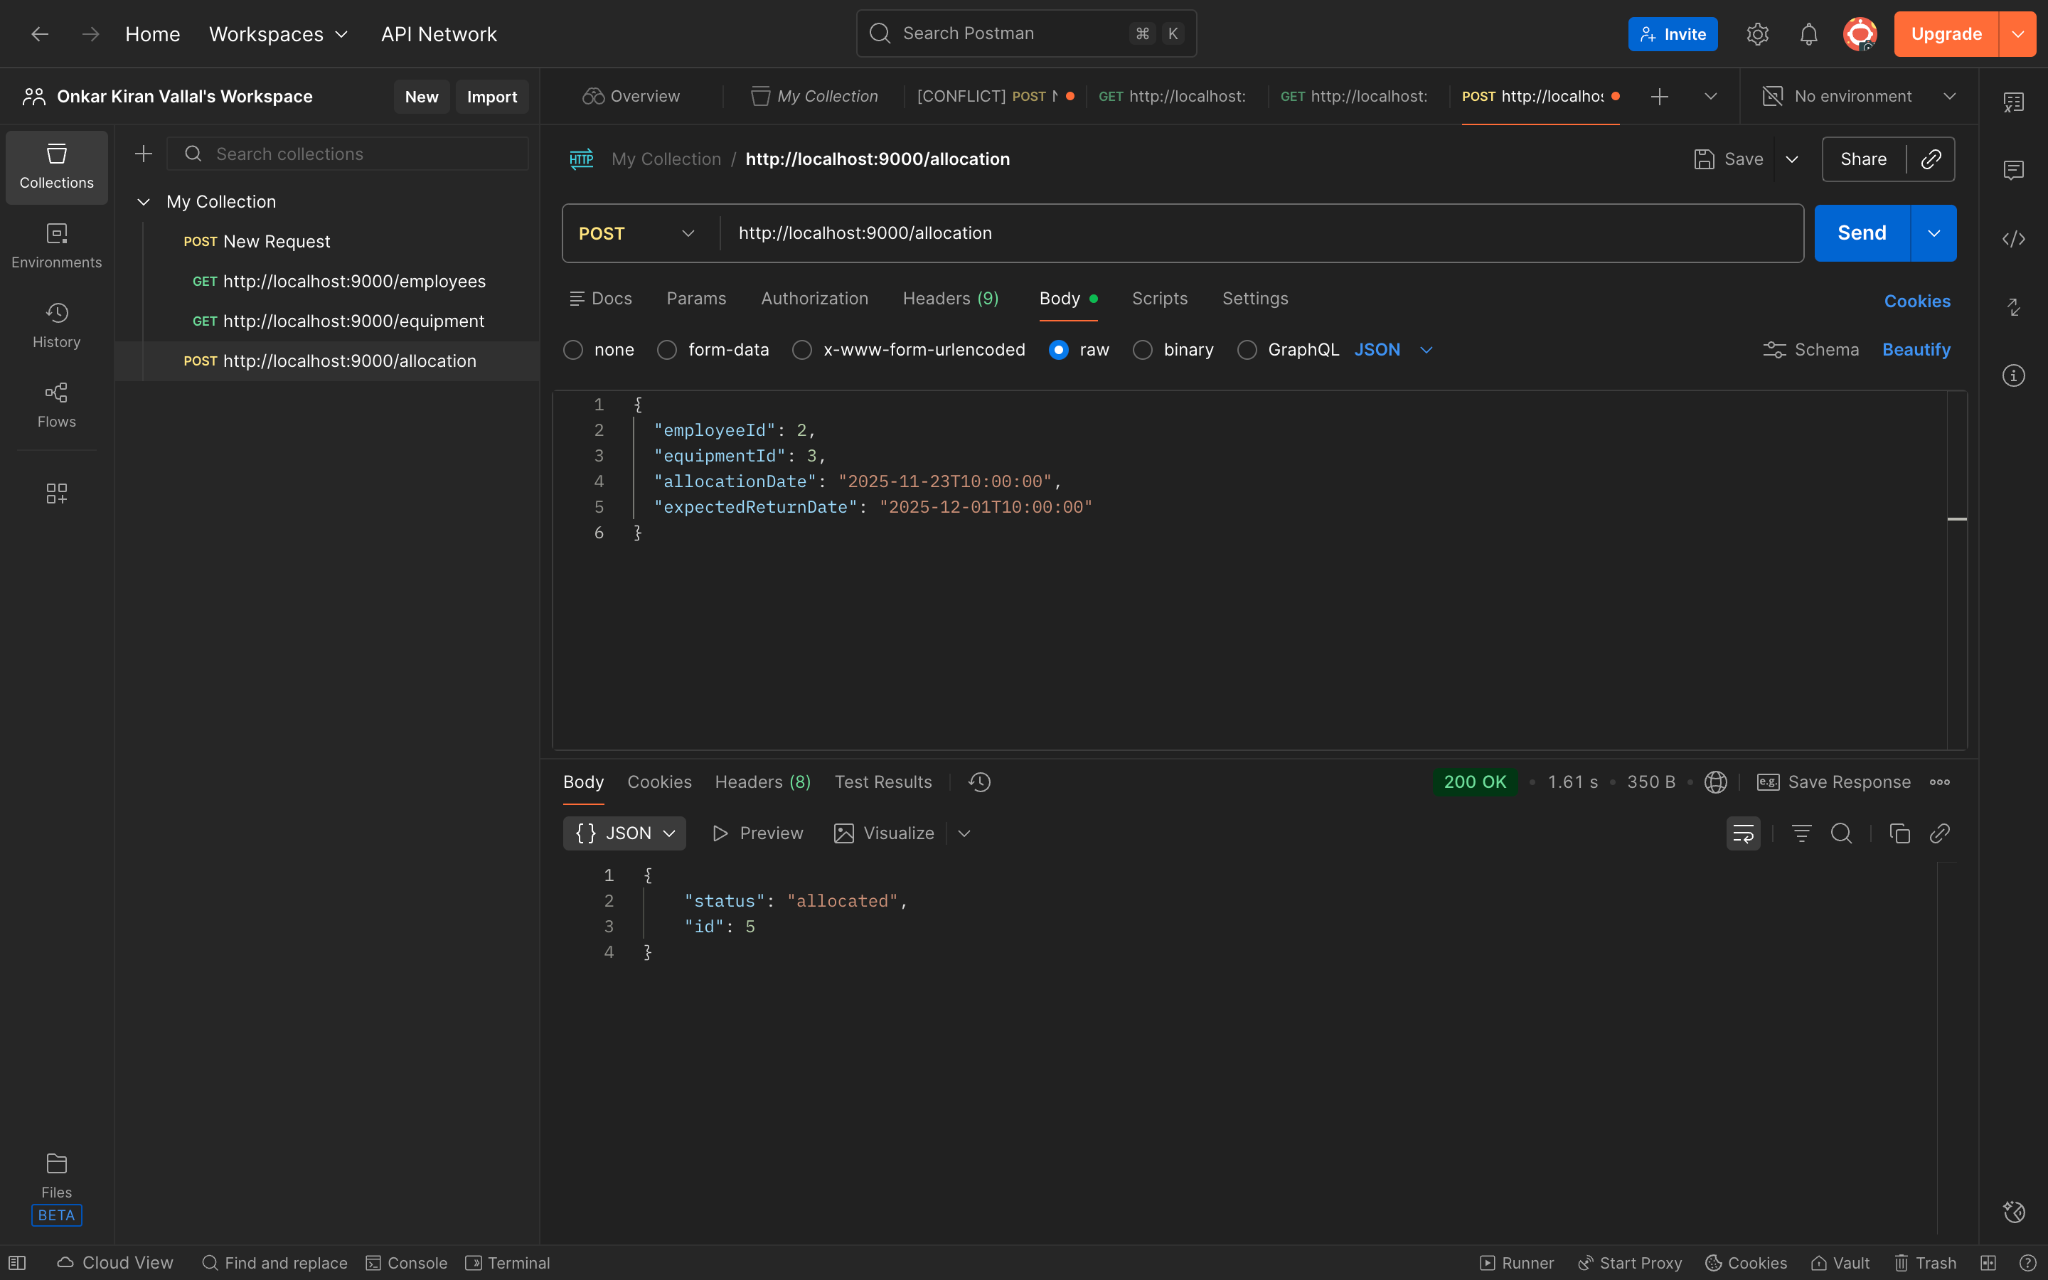 Home Workspaces API Network
Search Postman ⌘ K
Invite
Upgrade
Onkar Kiran Vallal's Workspace
New Import
Overview
My Collection
[CONFLICT] POST
GET http://localhost:
GET http://localhost:
POST http://localhos
No environment
Collections
Environments
History
Flows
Files
BETA
Search collections
My Collection
POST New Request
GET http://localhost:9000/employees
GET http://localhost:9000/equipment
POST http://localhost:9000/allocation
HTTP My Collection / http://localhost:9000/allocation
Save Share
POST http://localhost:9000/allocation
Send
Docs Params Authorization Headers (9) Body Scripts Settings Cookies
none form-data x-www-form-urlencoded raw binary GraphQL JSON Schema Beautify
1 {
2 "employeeId": 2,
3 "equipmentId": 3,
4 "allocationDate": "2025-11-23T10:00:00",
5 "expectedReturnDate": "2025-12-01T10:00:00"
6 }
Body Cookies Headers (8) Test Results
200 OK • 1.61 s • 350 B • e.g. Save Response
{} JSON Preview Visualize
1 {
2 "status": "allocated",
3 "id": 5
4 }
Cloud View Find and replace Console Terminal
Runner Start Proxy Cookies Vault Trash